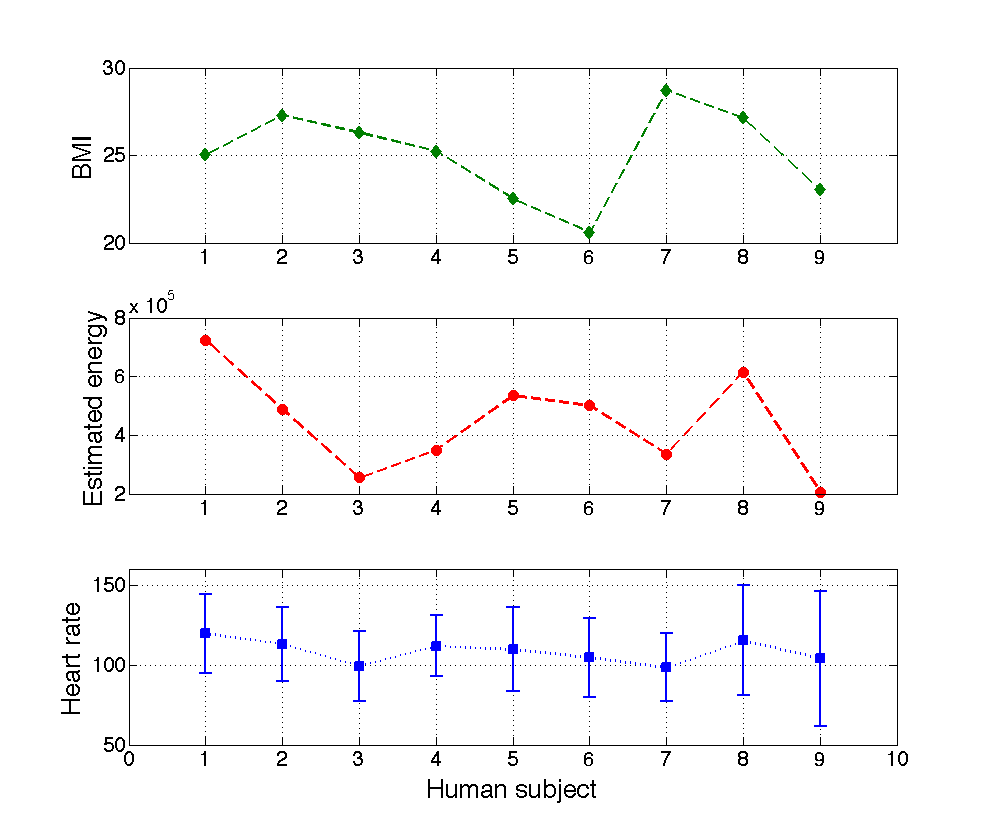 30
25
20
BMI
1 2 3 4 5 6 7 8 9
x 10^5
8
6
4
2
Estimated energy
1 2 3 4 5 6 7 8 9
150
100
50
Heart rate
0 1 2 3 4 5 6 7 8 9 10
Human subject